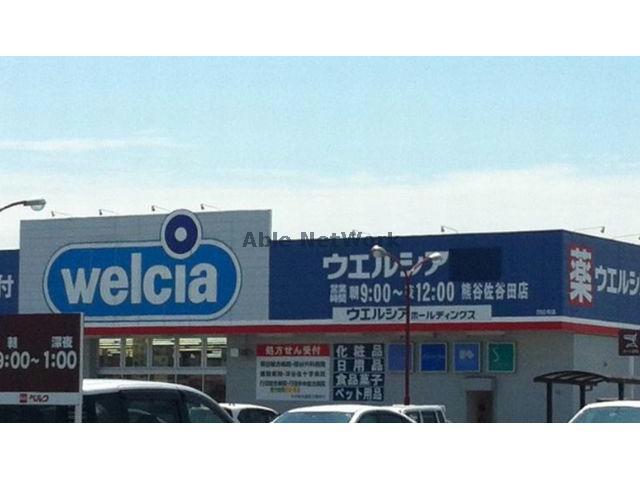 welcia
Able NetWork
ウエルシア
営業時間 朝9:00〜夜12:00 熊谷佐谷田店
ウエルシアホールディングス
薬 ウエルシ
付
朝 深夜
9:00〜1:00
ベルク
処方せん受付
化粧品
日用品
食品菓子
ペット用品